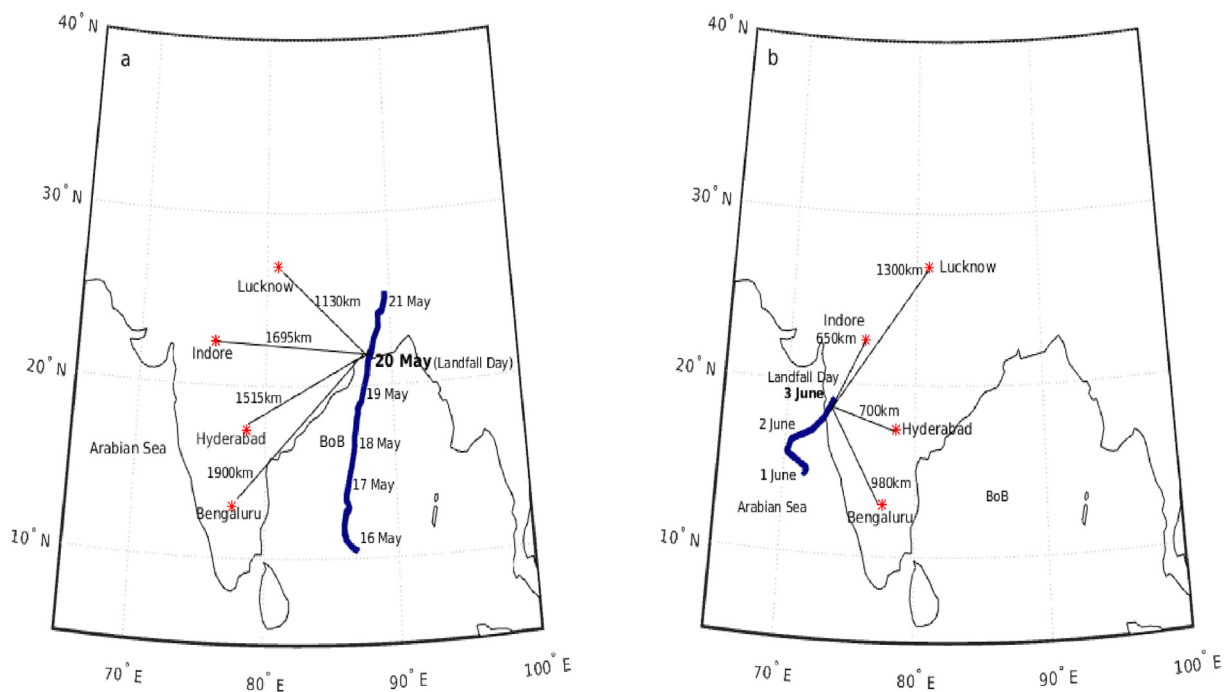 40°N
a
30°N
Lucknow
1130km
21 May
1695km
Indore
20 May (Landfall Day)
20°N
1515km
19 May
Hyderabad
BoB
18 May
Arabian Sea
1900km
17 May
Bengaluru
16 May
10°N
70°E
80°E
90°E
100°E
40°N
b
30°N
1300km
Lucknow
Indore
650km
20°N
Landfall Day
3 June
700km
2 June
Hyderabad
1 June
980km
Arabian Sea
BoB
Bengaluru
10°N
70°E
80°E
90°E
100°E